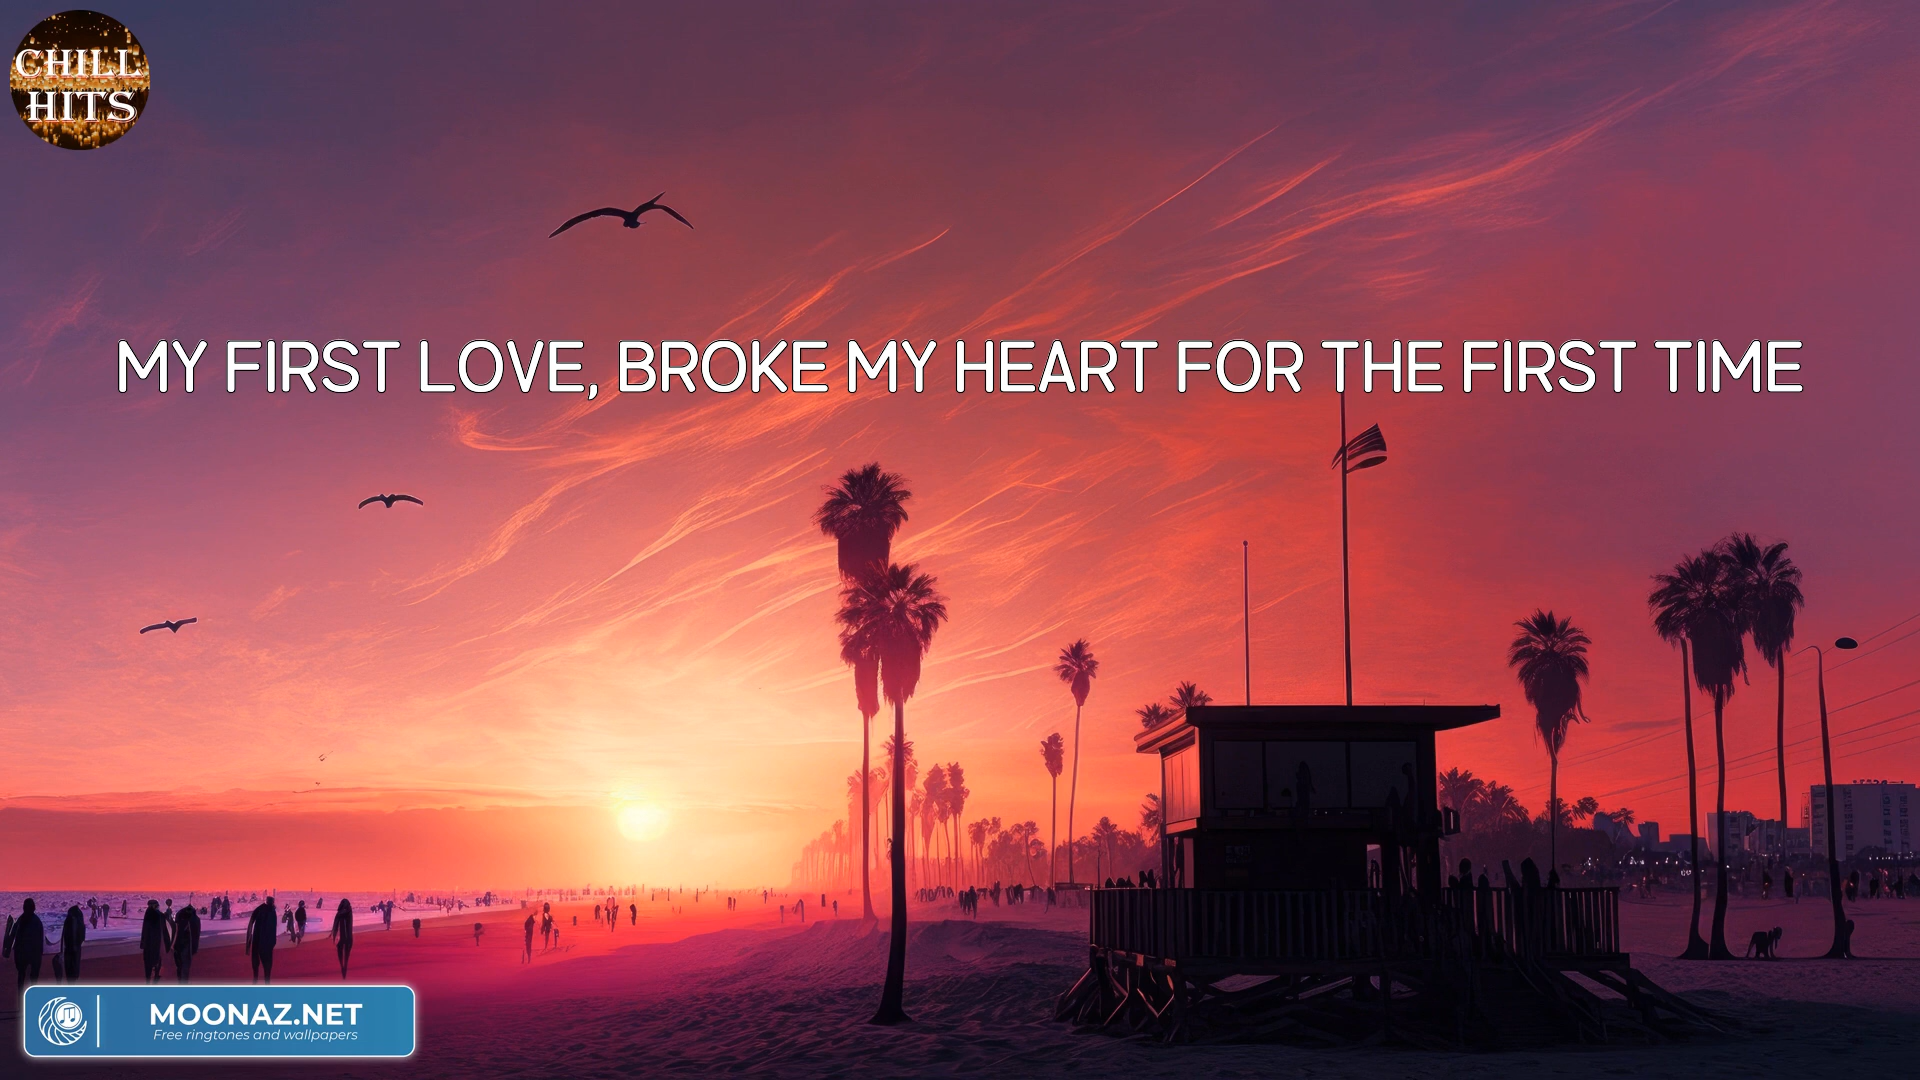 CHILL
HITS
MY FIRST LOVE, BROKE MY HEART FOR THE FIRST TIME
MOONAZ.NET
Free ringtones and wallpapers